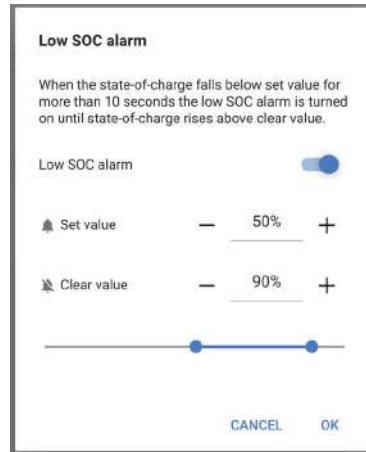 Low SOC alarm
When the state-of-charge falls below set value for
more than 10 seconds the low SOC alarm is turned
on until state-of-charge rises above clear value.
Low SOC alarm
Set value — 50% +
Clear value — 90% +
CANCEL OK